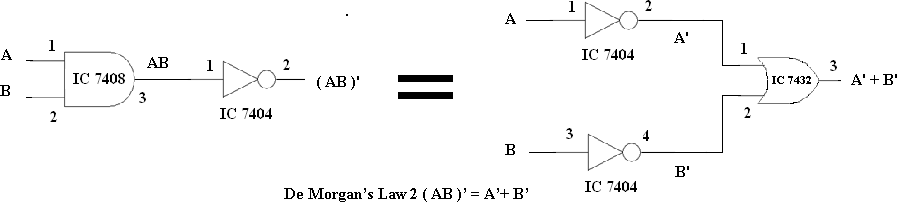 A
1
IC 7408
2
B
AB
3
1
2
IC 7404
( AB )'
A
1
2
IC 7404
A'
B
3
4
IC 7404
B'
1
2
IC 7432
3
A' + B'
De Morgan's Law 2 ( AB )' = A'+ B'